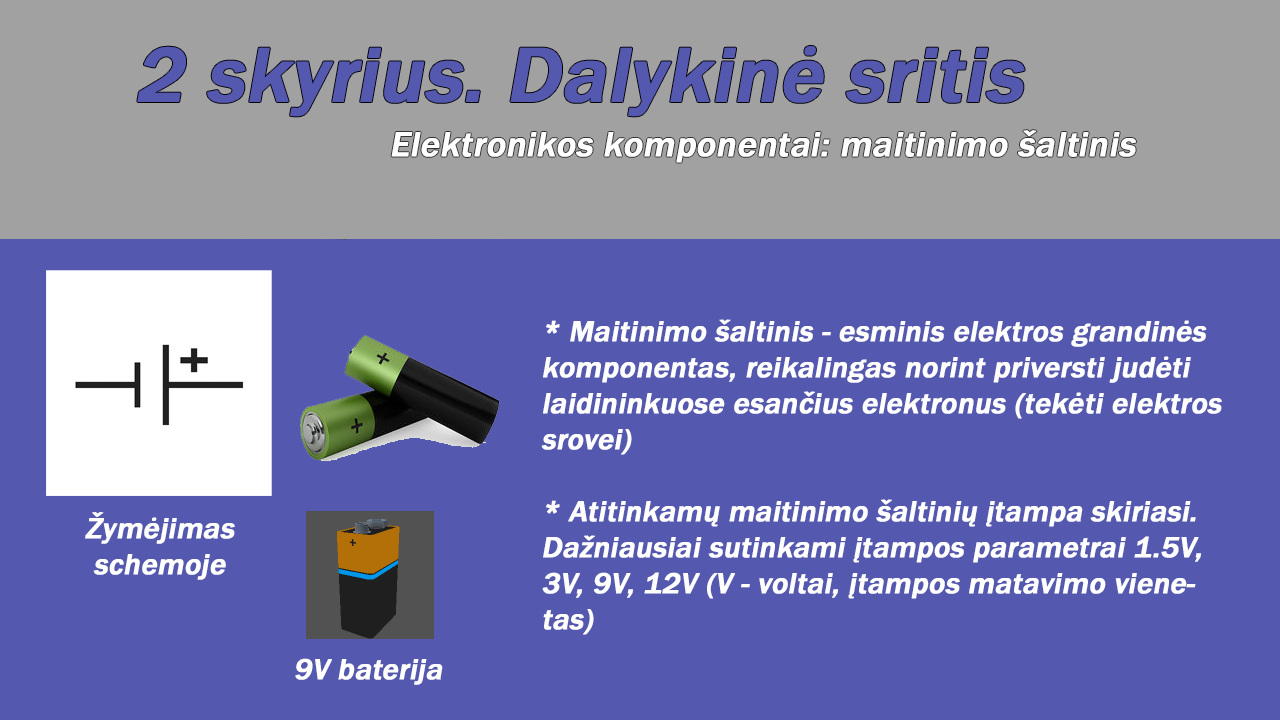 2 skyrius. Dalykinė sritis
Elektronikos komponentai: maitinimo šaltinis
+
+
+
+
Žymėjimas
schemoje
9V baterija
* Maitinimo šaltinis - esminis elektros grandinės
komponentas, reikalingas norint priversti judėti
laidininkuose esančius elektronus (tekėti elektros
srovei)
* Atitinkamų maitinimo šaltinių įtampa skiriasi.
Dažniausiai sutinkami įtampos parametrai 1.5V,
3V, 9V, 12V (V - voltai, įtampos matavimo viene-
tas)